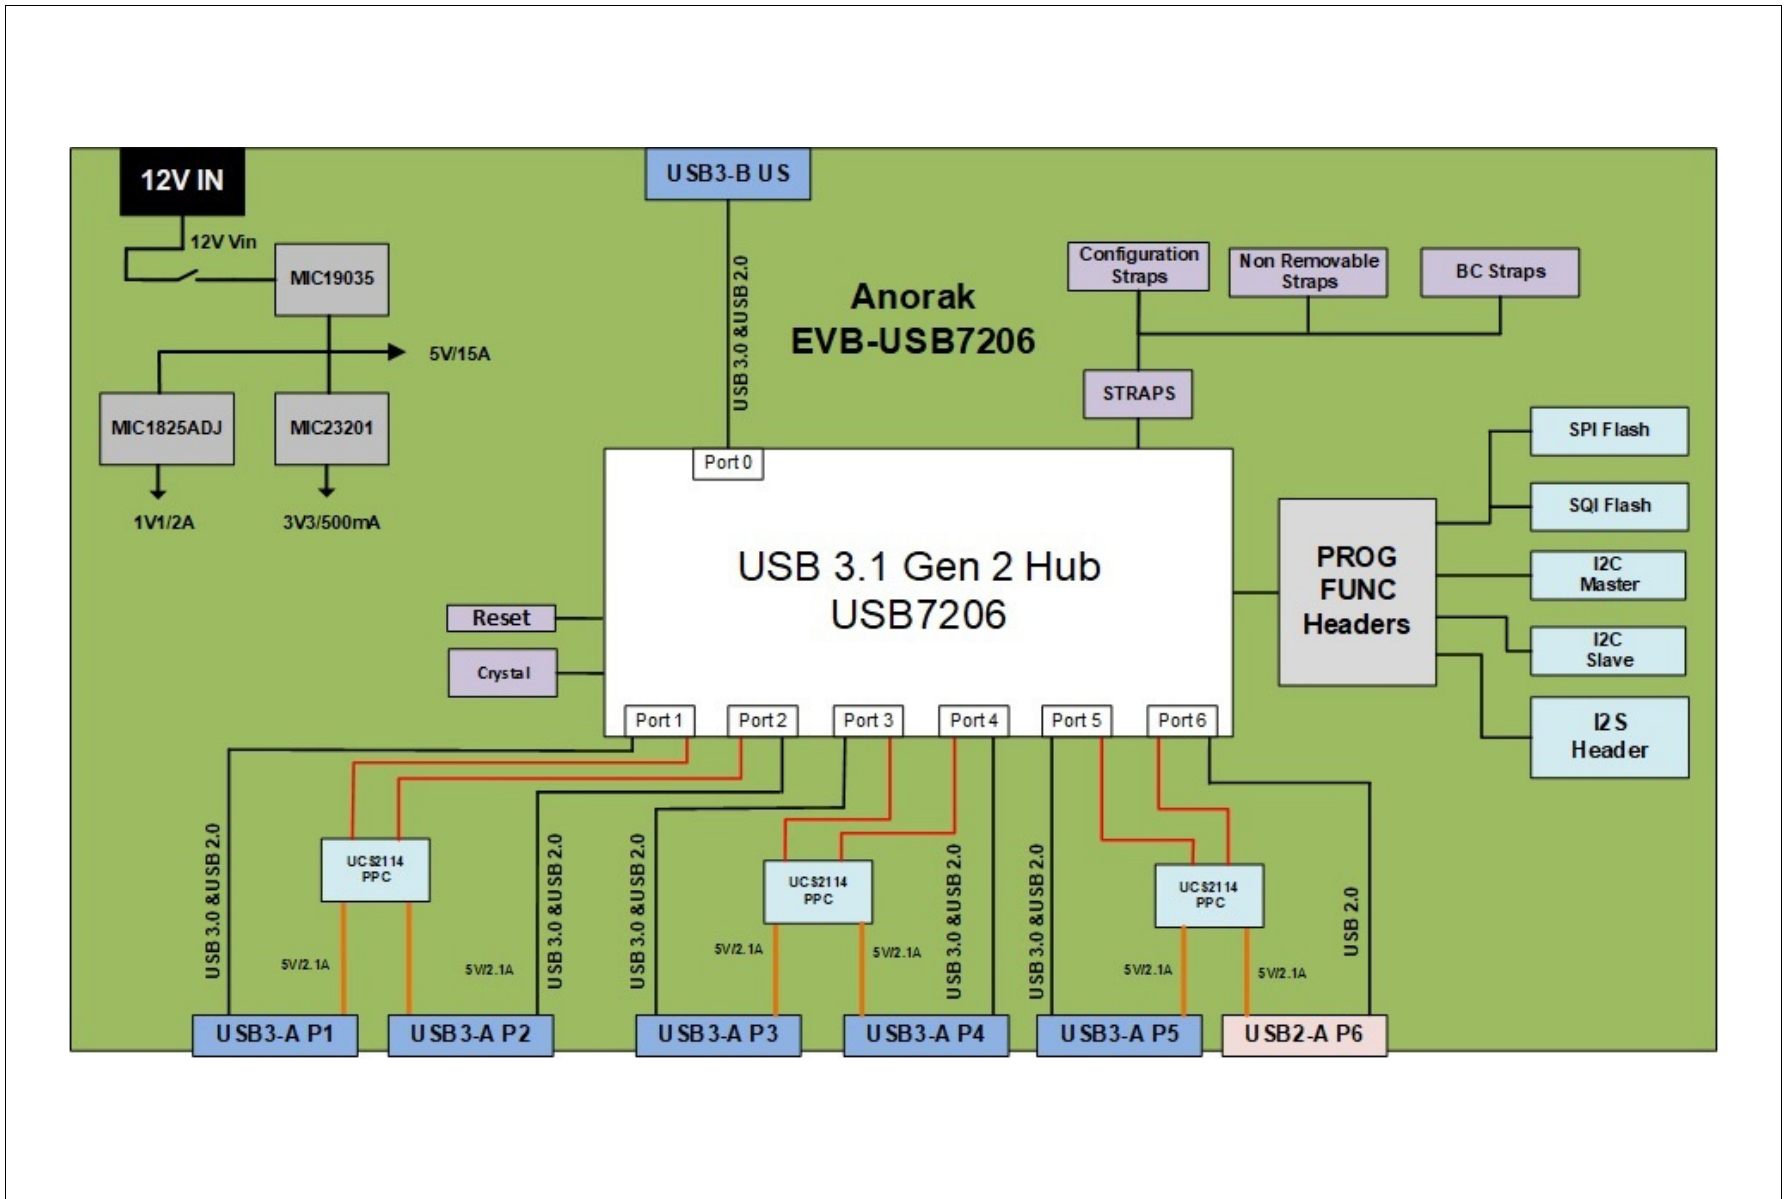 12V IN
USB3-B US
12V Vin
MIC19035
5V/15A
MIC1825ADJ
MIC23201
1V1/2A
3V3/500mA
USB 3.0 &USB 2.0
Anorak
EVB-USB7206
Configuration
Straps
Non Removable
Straps
BC Straps
STRAPS
Port 0
USB 3.1 Gen 2 Hub
USB7206
Reset
Crystal
PROG
FUNC
Headers
SPI Flash
SQI Flash
I2C
Master
I2C
Slave
I2S
Header
Port 1
Port 2
Port 3
Port 4
Port 5
Port 6
USB 3.0 &USB 2.0
UCS2114
PPC
5V/2.1A
5V/2.1A
USB 3.0 &USB 2.0
USB 3.0 &USB 2.0
UCS2114
PPC
5V/2.1A
5V/2.1A
USB 3.0 &USB 2.0
USB 3.0 &USB 2.0
UCS2114
PPC
5V/2.1A
5V/2.1A
USB 2.0
USB3-A P1
USB3-A P2
USB3-A P3
USB3-A P4
USB3-A P5
USB2-A P6